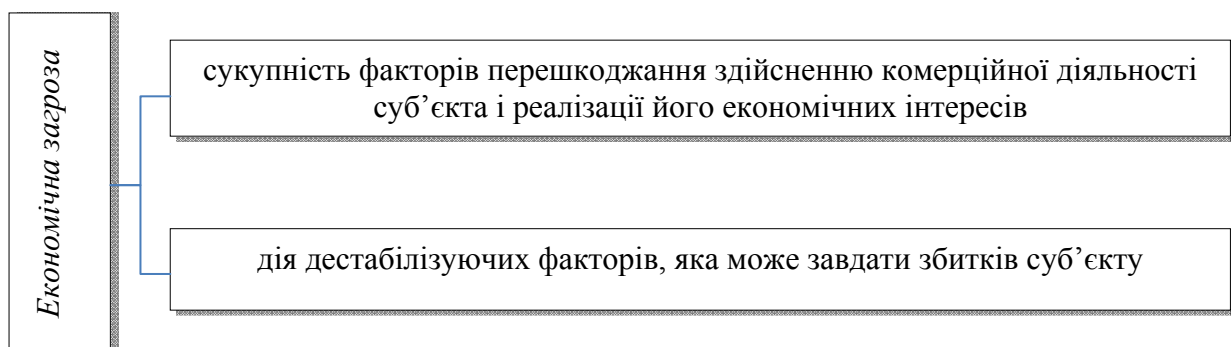 Економічна загроза
сукупність факторів перешкоджання здійсненню комерційної діяльності
суб’єкта і реалізації його економічних інтересів
дія дестабілізуючих факторів, яка може завдати збитків суб’єкту